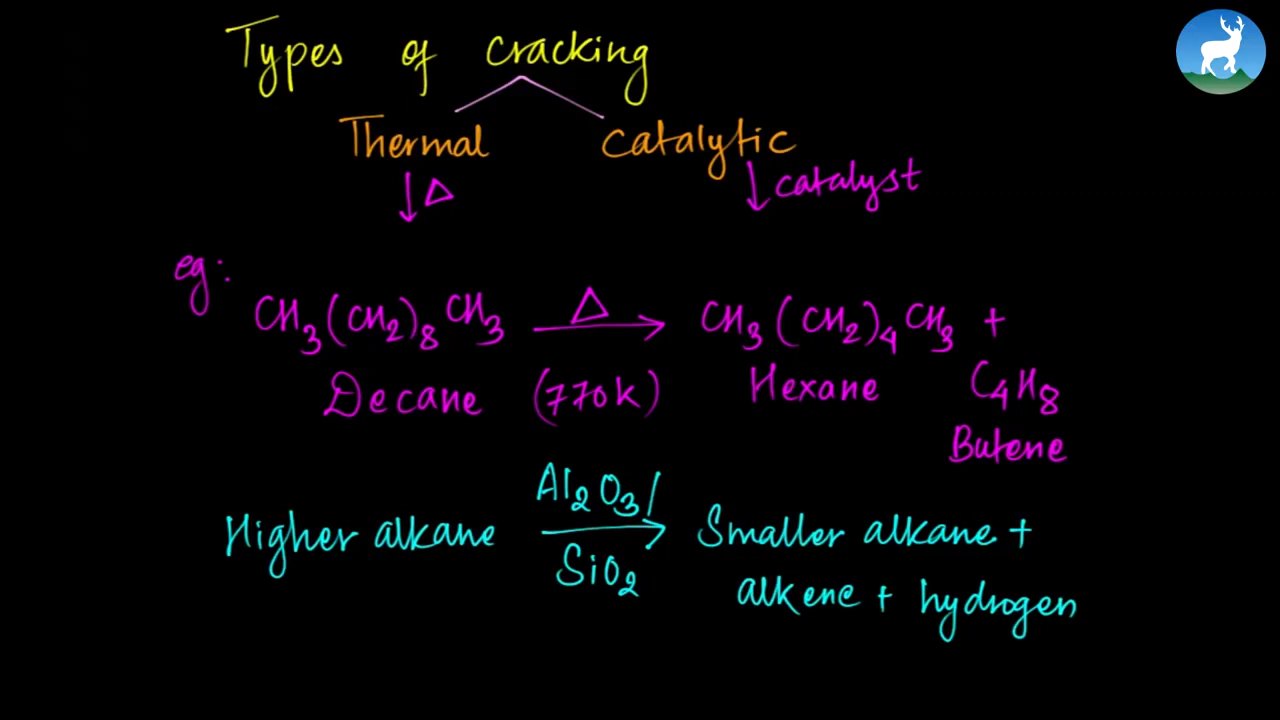 Types of cracking
Thermal catalytic
↓ Δ ↓ catalyst
eg:
CH₃(CH₂)₈CH₃ Δ→ CH₃(CH₂)₄CH₃ +
Decane (770K) Hexane C₄H₈
Butene
Al₂O₃/
Higher alkane → Smaller alkane +
SiO₂
alkene + hydrogen